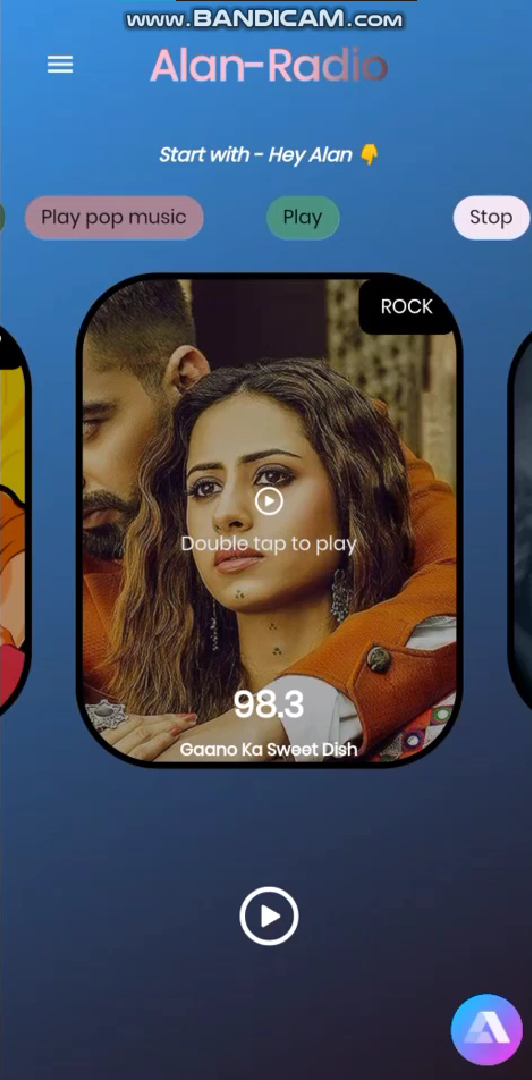 www.BANDICAM.com
Alan-Radio
Start with - Hey Alan 👇
Play pop music
Play
Stop
ROCK
Double tap to play
98.3
Gaano Ka Sweet Dish